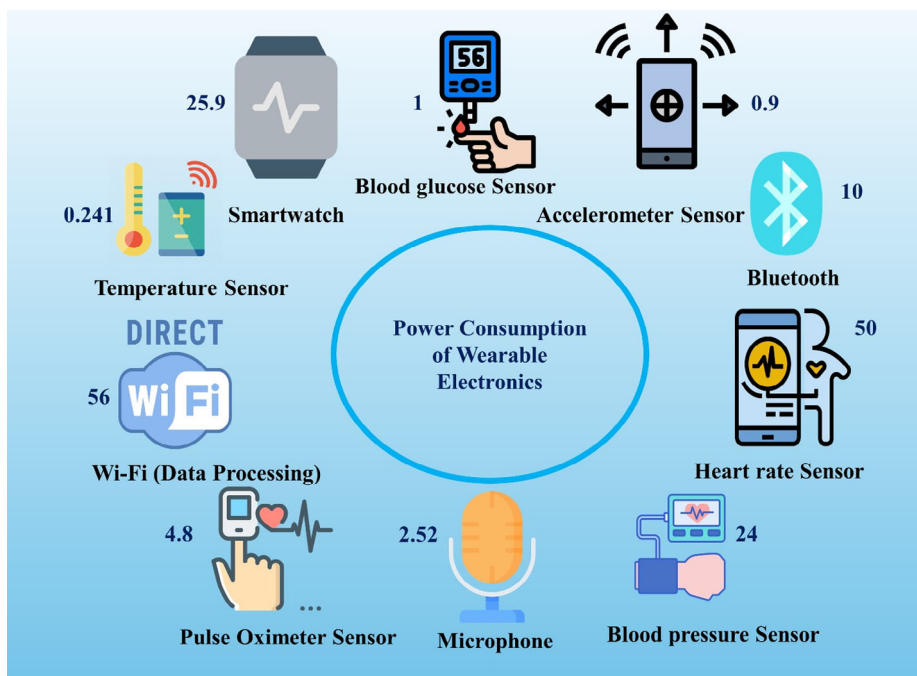 56
25.9
1
0.9
Blood glucose Sensor
Smartwatch
Accelerometer Sensor
10
0.241
Bluetooth
Temperature Sensor
Power Consumption
of Wearable
Electronics
DIRECT
Wi Fi
56
Wi-Fi (Data Processing)
50
Heart rate Sensor
4.8
...
Pulse Oximeter Sensor
2.52
Microphone
24
Blood pressure Sensor